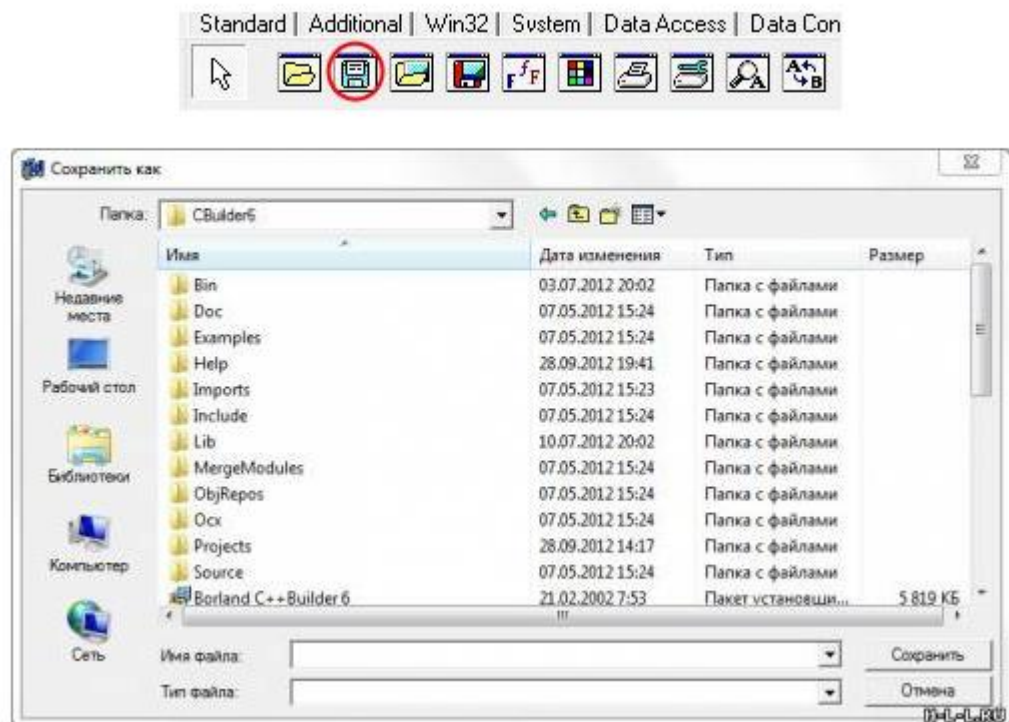 Standard | Additional | Win32 | System | Data Access | Data Con
F f F
A
A B
Сохранить как
Папка: CBuilder6
Имя Дата изменения Тип Размер
Bin 03.07.2012 20:02 Папка с файлами
Doc 07.05.2012 15:24 Папка с файлами
Examples 07.05.2012 15:24 Папка с файлами
Help 28.09.2012 19:41 Папка с файлами
Imports 07.05.2012 15:23 Папка с файлами
Include 07.05.2012 15:24 Папка с файлами
Lib 10.07.2012 20:02 Папка с файлами
MergeModules 07.05.2012 15:24 Папка с файлами
ObjRepos 07.05.2012 15:24 Папка с файлами
Ocx 07.05.2012 15:24 Папка с файлами
Projects 28.09.2012 14:17 Папка с файлами
Source 07.05.2012 15:24 Папка с файлами
Borland C++Builder 6 21.02.2002 7:53 Пакет установщи... 5 819 КБ
Недавние
места
Рабочий стол
Библиотеки
Компьютер
Сеть
Имя файла:
Сохранить
Тип файла:
Отмена